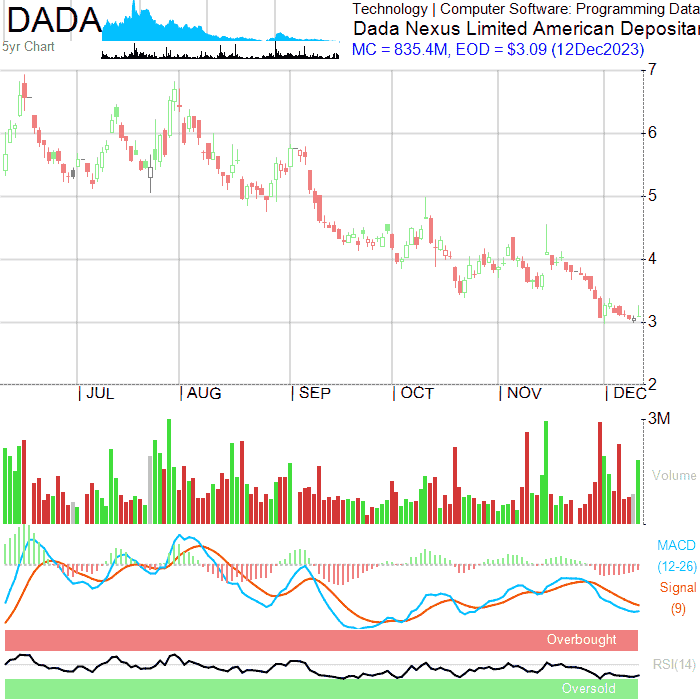 DADA
5yr Chart
Technology | Computer Software: Programming Data
Dada Nexus Limited American Depositar
MC = 835.4M, EOD = $3.09 (12Dec2023)
7
6
5
4
3
2
JUL AUG SEP OCT NOV DEC
3M
Volume
MACD
(12-26)
Signal
(9)
Overbought
RSI(14)
Oversold